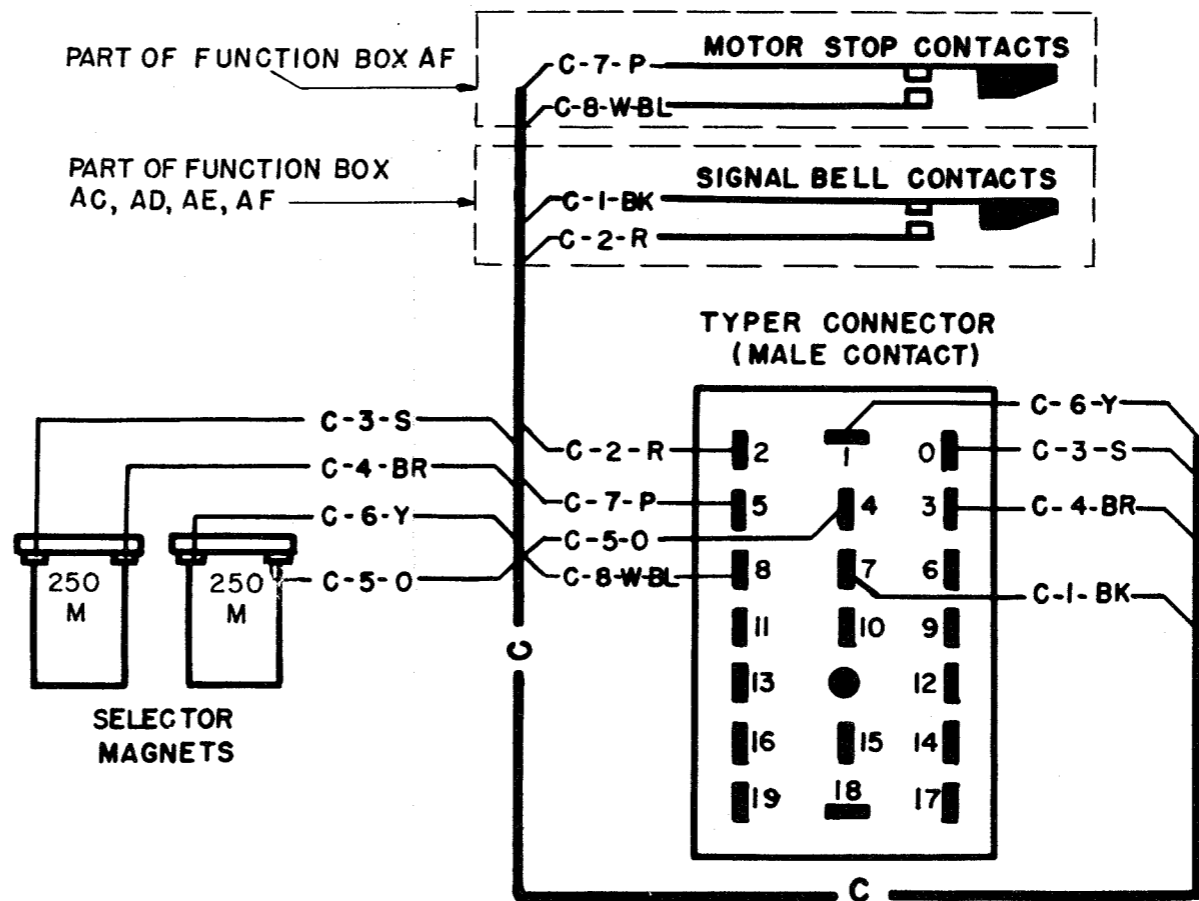 PART OF FUNCTION BOX AF
MOTOR STOP CONTACTS
C-7-P
C-8-W-BL
PART OF FUNCTION BOX
AC, AD, AE, AF
SIGNAL BELL CONTACTS
C-1-BK
C-2-R
TYPER CONNECTOR
(MALE CONTACT)
C-3-S
C-4-BR
C-6-Y
C-5-O
250
M
250
M
SELECTOR
MAGNETS
C-2-R
C-7-P
C-5-O
C-8-W-BL
2 1 0
5 4 3
8 7 6
11 10 9
13 12
16 15 14
19 18 17
C-6-Y
C-3-S
C-4-BR
C-1-BK
C
C